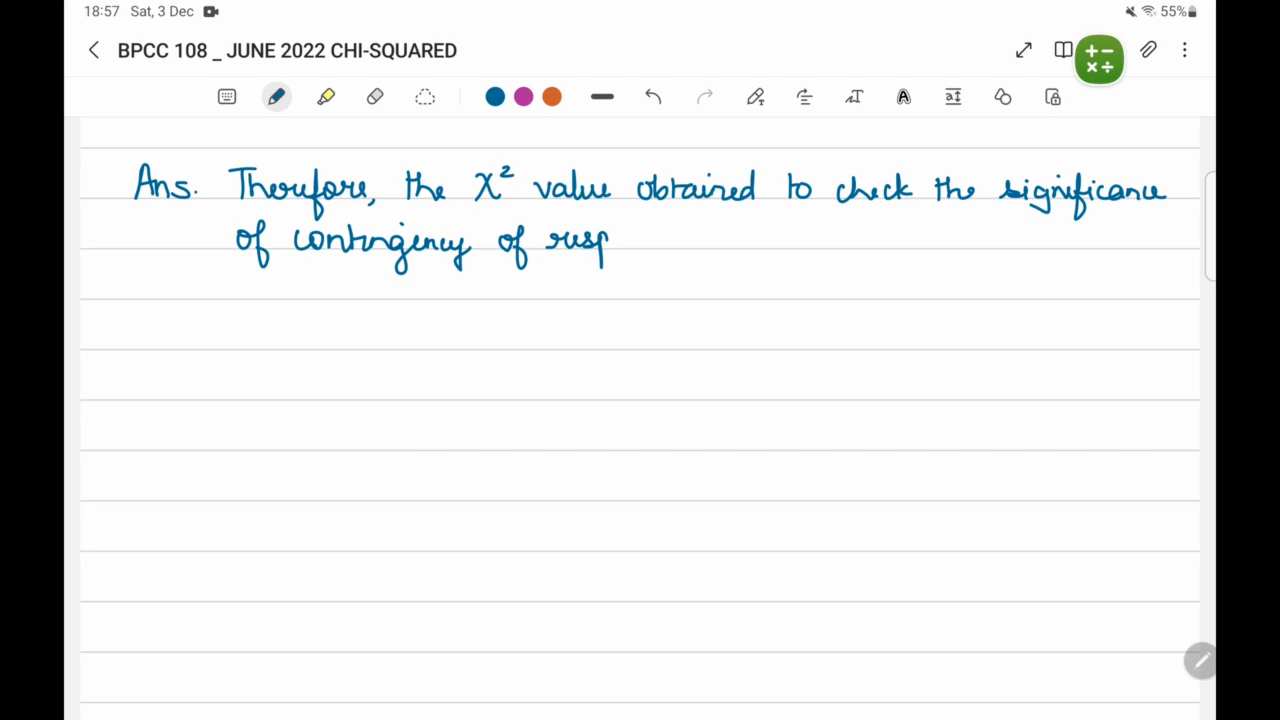 18:57 Sat, 3 Dec 55%
BPCC 108 _ JUNE 2022 CHI-SQUARED
Ans. Therefore, the χ² value obtained to check the significance
of contingency of resp